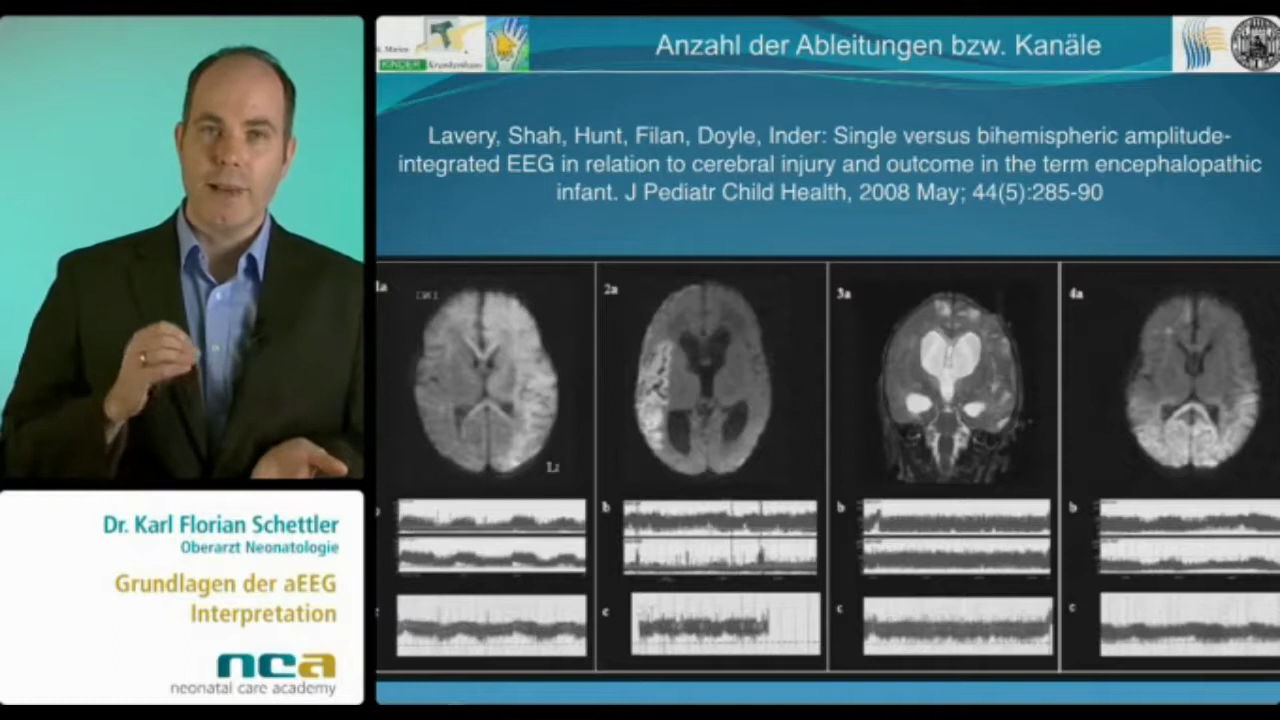 Anzahl der Ableitungen bzw. Kanäle
KINDER Krankenhaus
Lavery, Shah, Hunt, Filan, Doyle, Inder: Single versus bihemispheric amplitude-
integrated EEG in relation to cerebral injury and outcome in the term encephalopathic
infant. J Pediatr Child Health, 2008 May; 44(5):285-90
1a
2a
3a
4a
b
b
b
c
c
c
Dr. Karl Florian Schettler
Oberarzt Neonatologie
Grundlagen der aEEG
Interpretation
nca
neonatal care academy